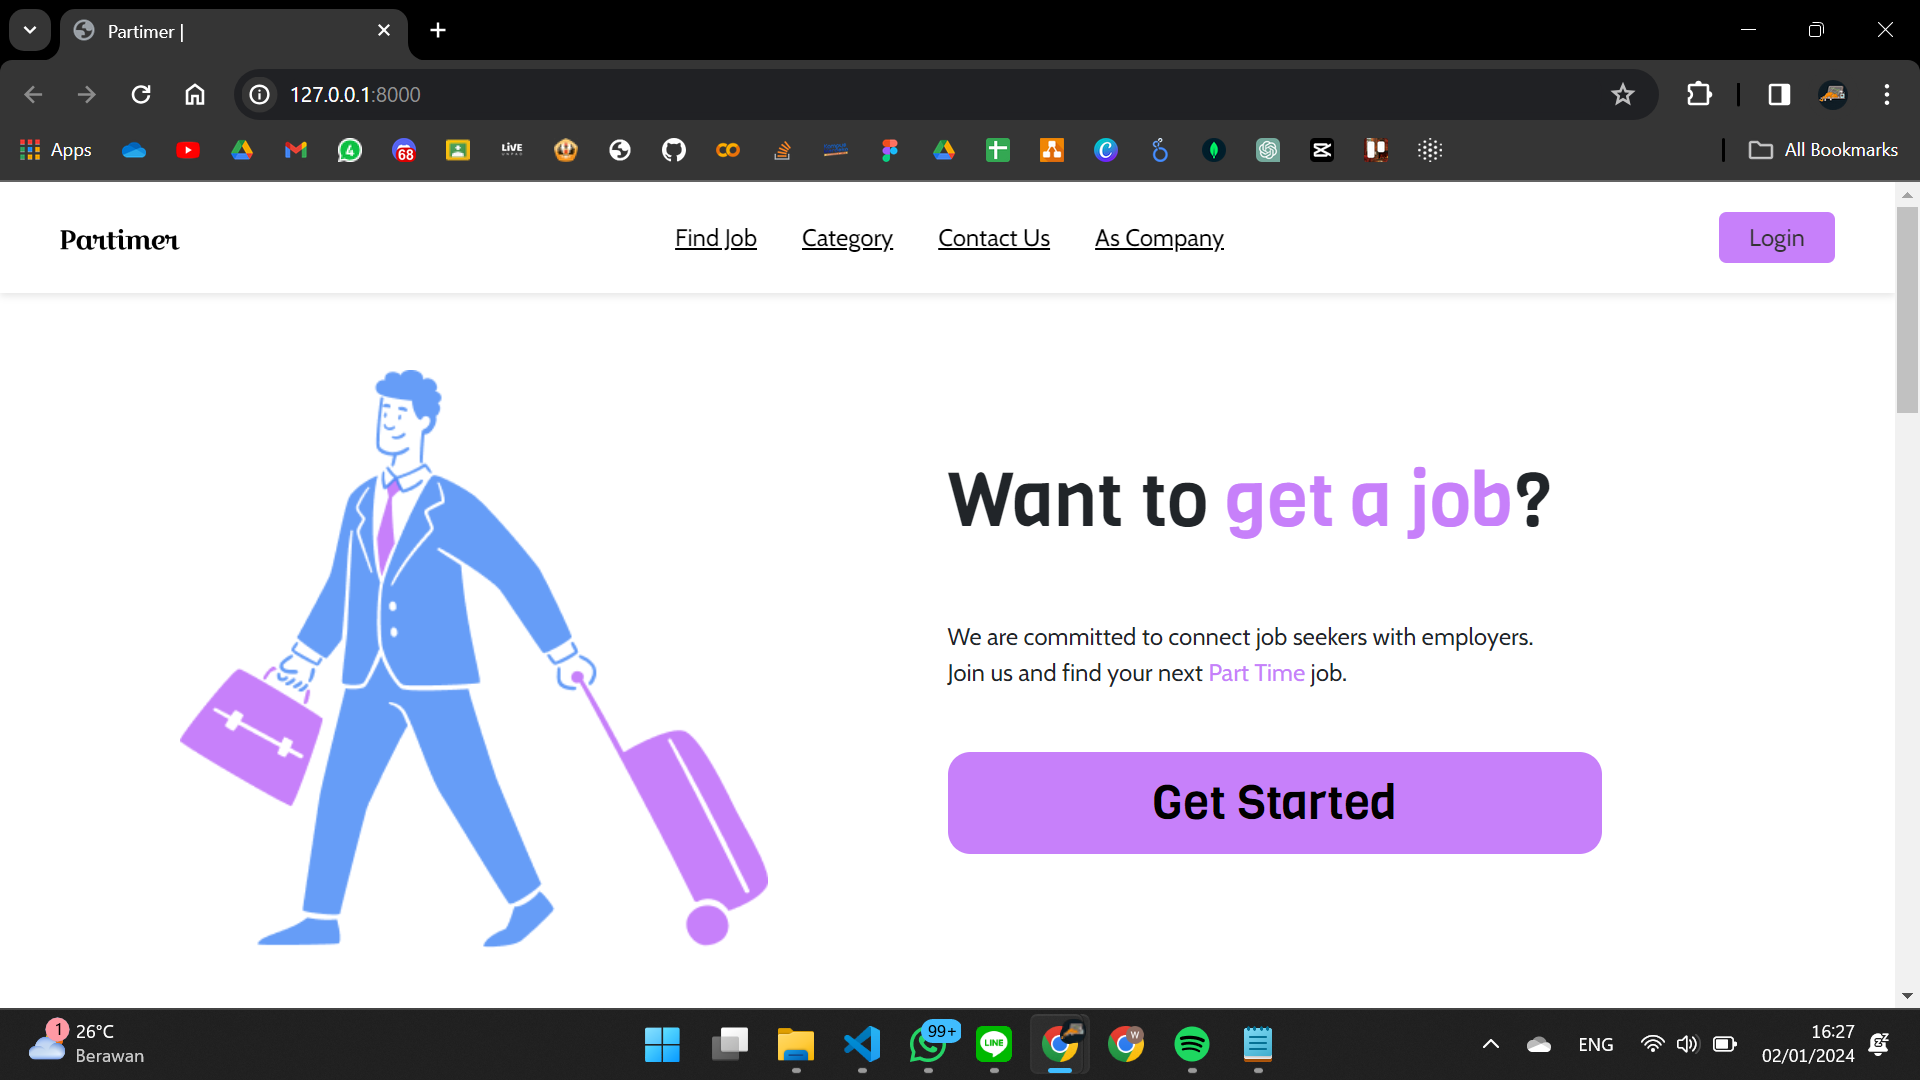 Partimer |
127.0.0.1:8000
Apps
4
68
LIVE
All Bookmarks
Partimer
Find Job
Category
Contact Us
As Company
Login
Want to get a job?
We are committed to connect job seekers with employers.
Join us and find your next Part Time job.
Get Started
1
26°C
Berawan
99+
LINE
W
ENG
16:27
02/01/2024